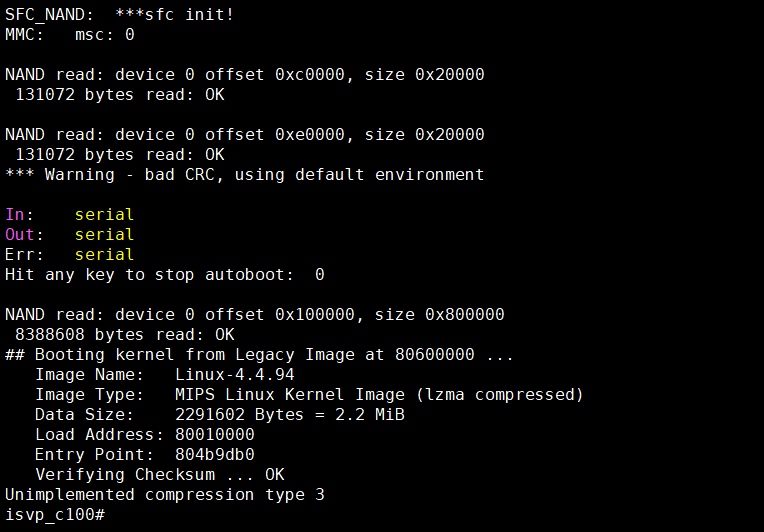 SFC_NAND:  ***sfc init!
MMC:   msc: 0
NAND read: device 0 offset 0xc0000, size 0x20000
 131072 bytes read: OK
NAND read: device 0 offset 0xe0000, size 0x20000
 131072 bytes read: OK
*** Warning - bad CRC, using default environment
In:    serial
Out:   serial
Err:   serial
Hit any key to stop autoboot:  0
NAND read: device 0 offset 0x100000, size 0x800000
 8388608 bytes read: OK
## Booting kernel from Legacy Image at 80600000 ...
   Image Name:   Linux-4.4.94
   Image Type:   MIPS Linux Kernel Image (lzma compressed)
   Data Size:    2291602 Bytes = 2.2 MiB
   Load Address: 80010000
   Entry Point:  804b9db0
   Verifying Checksum ... OK
Unimplemented compression type 3
isvp_c100#